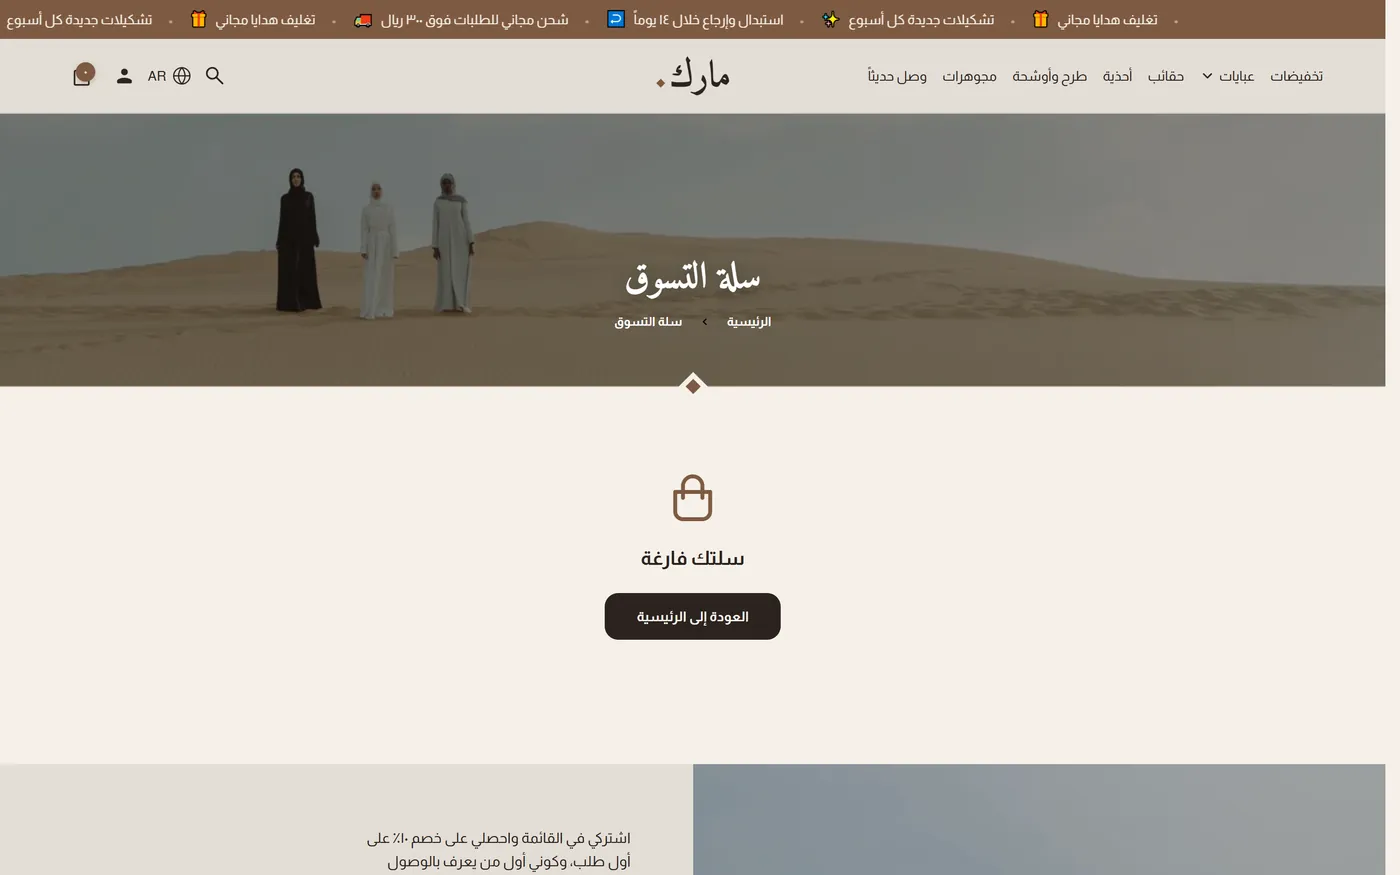 تغليف هدايا مجاني • تشكيلات جديدة كل أسبوع • استبدال وإرجاع خلال ١٤ يوماً • شحن مجاني للطلبات فوق ٣٠٠ ريال • تغليف هدايا مجاني • تشكيلات جديدة كل أسبوع
تخفيضات عبايات حقائب أحذية طرح وأوشحة مجوهرات وصل حديثاً
مارك
AR
٠
سلة التسوق
الرئيسية › سلة التسوق
سلتك فارغة
العودة إلى الرئيسية
اشتركي في القائمة واحصلي على خصم ١٠٪ على
أول طلب، وكوني أول من يعرف بالوصول